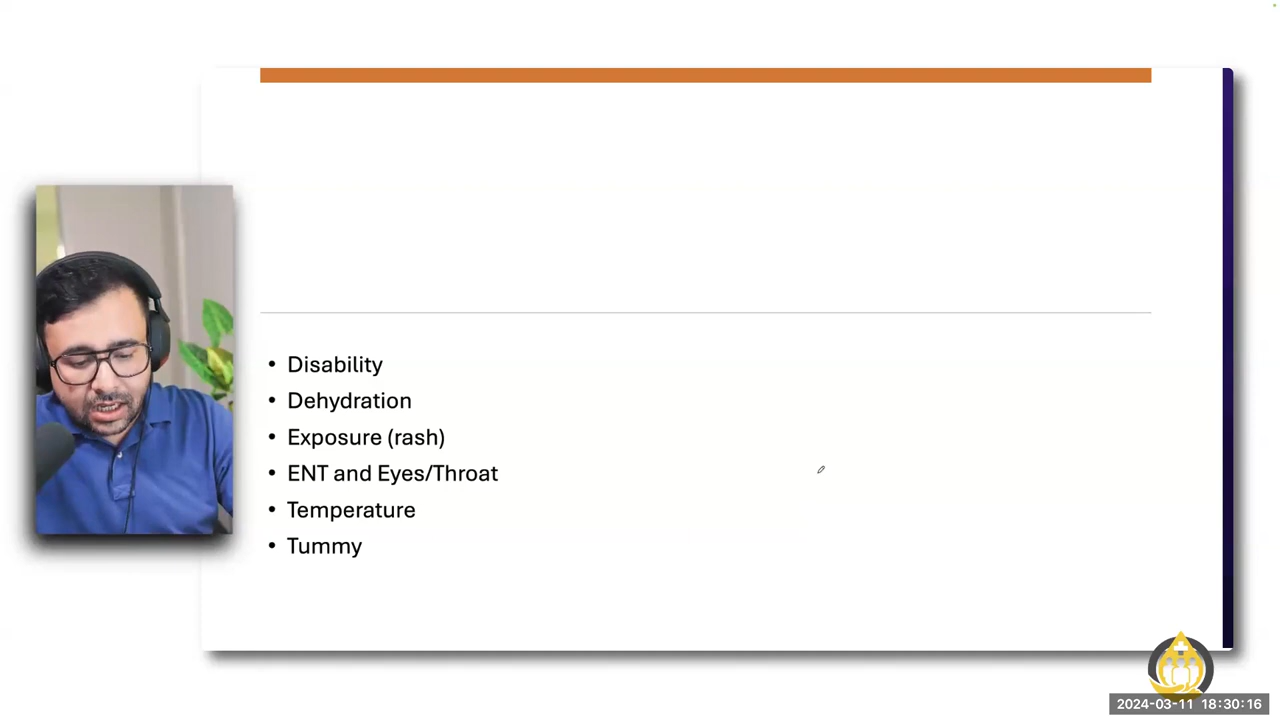 • Disability
• Dehydration
• Exposure (rash)
• ENT and Eyes/Throat
• Temperature
• Tummy
2024-03-11 18:30:16